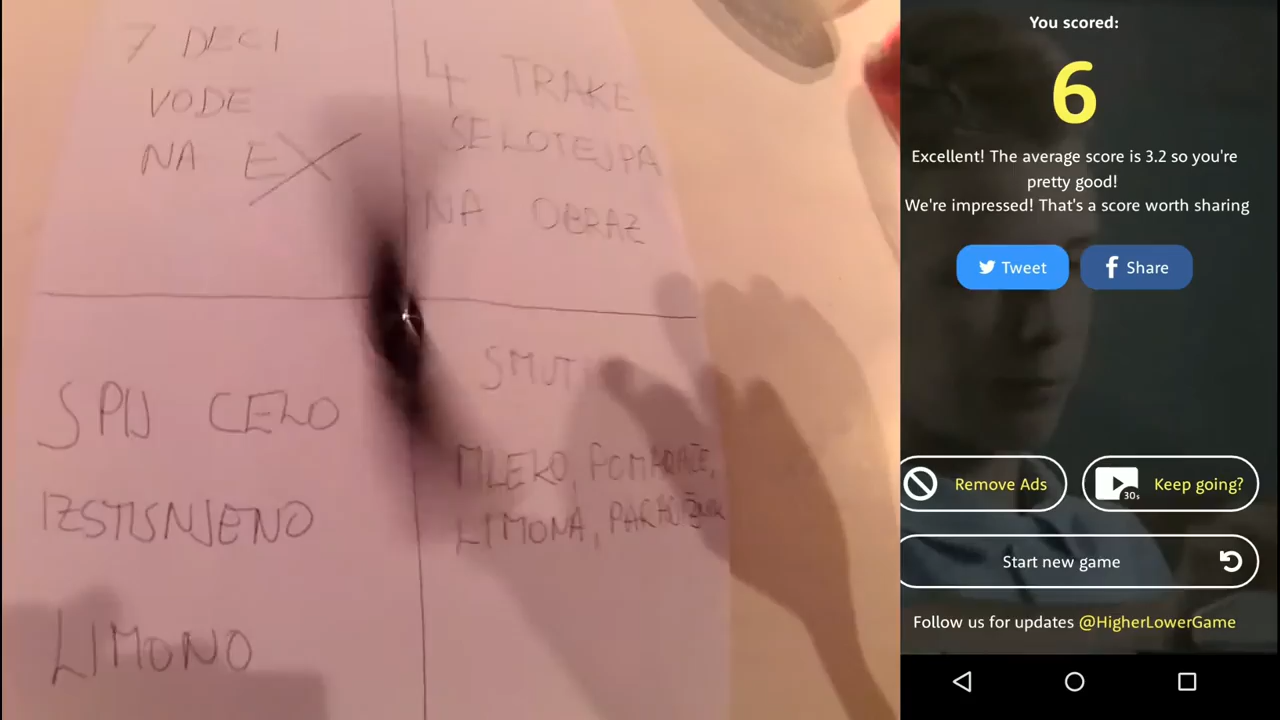 7 DECI
VODE
NA EX
4 TRAKE
SELOTEJPA
NA OBRAZ
SPIJ CELO
IZSTISNJENO
LIMONO
MLEKO,
LIMONA,
You scored:
6
Excellent! The average score is 3.2 so you're
pretty good!
We're impressed! That's a score worth sharing
Tweet
Share
Remove Ads
30s
Keep going?
Start new game
Follow us for updates @HigherLowerGame